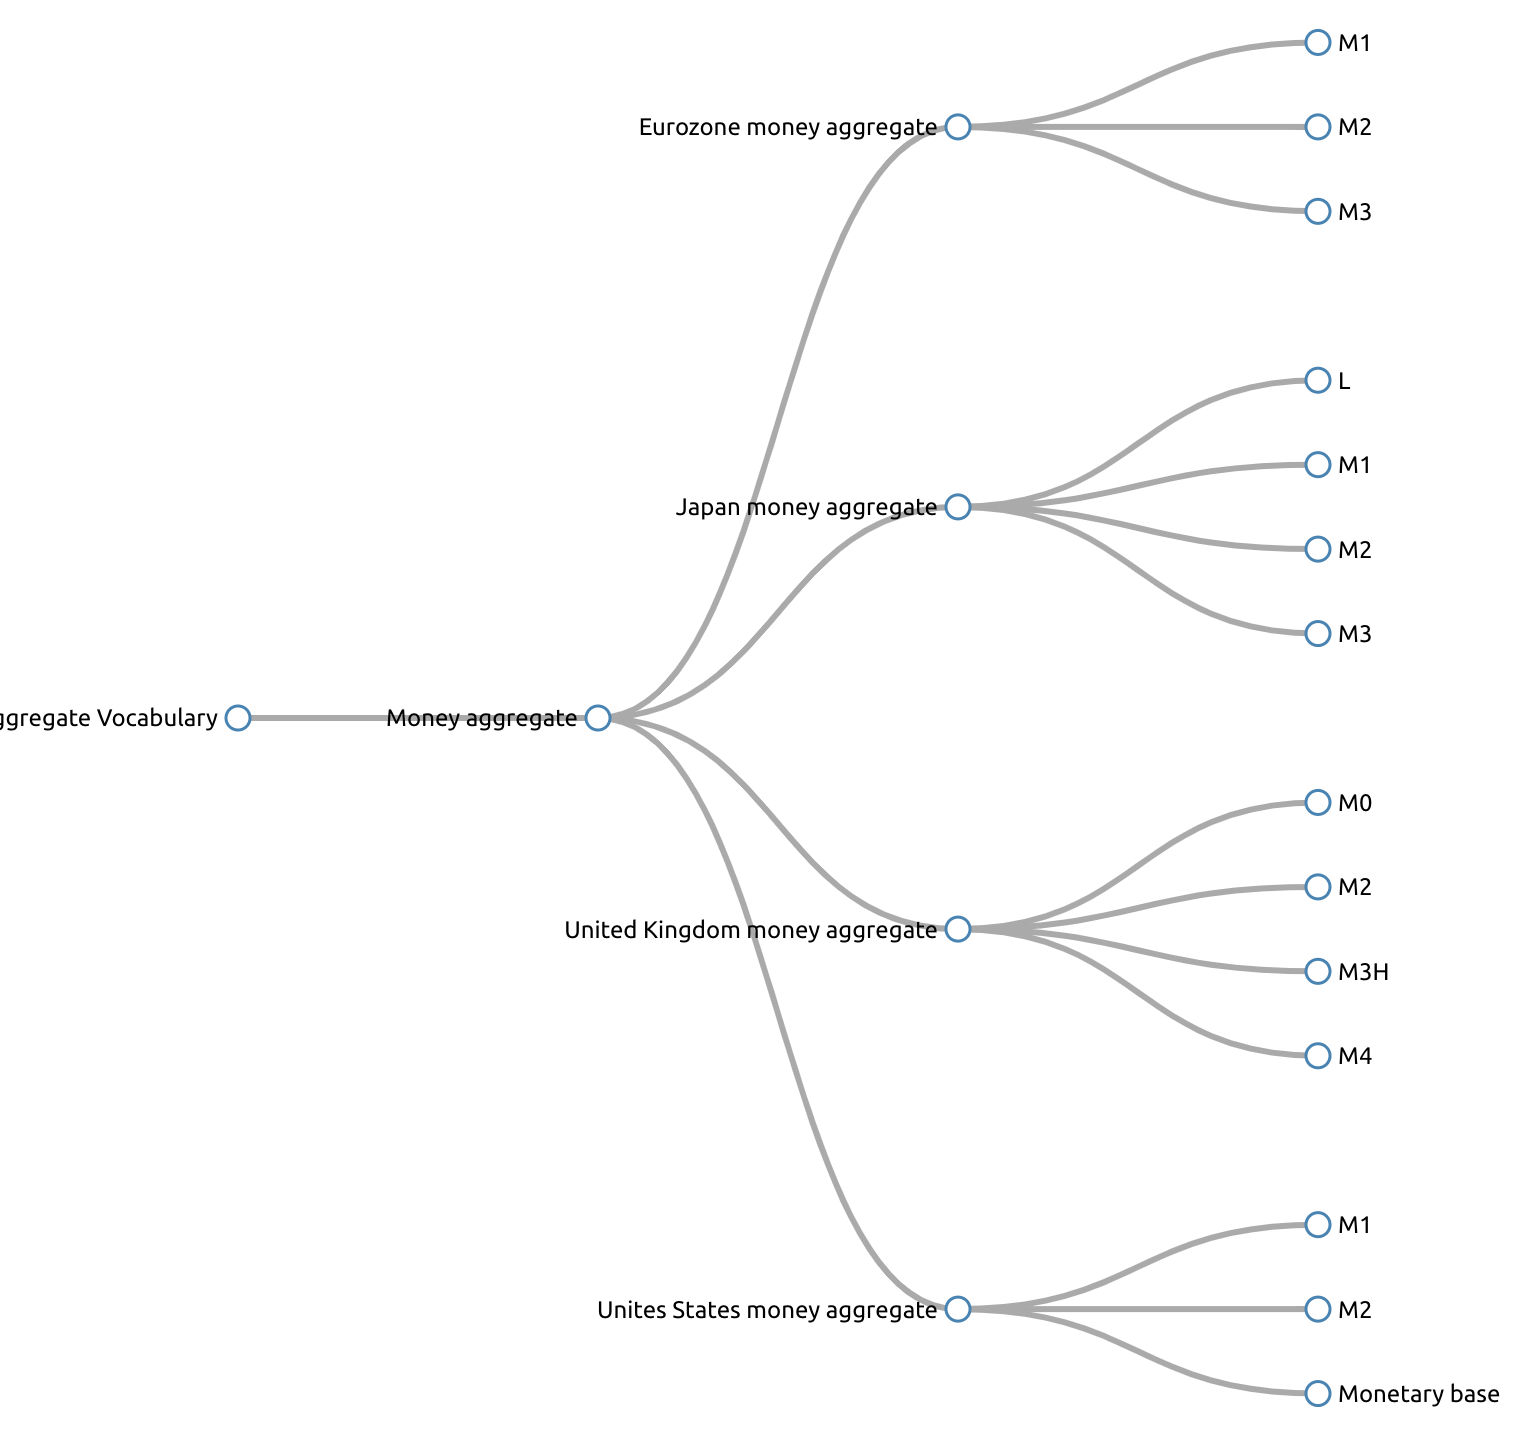 M1
Eurozone money aggregate
M2
M3
L
M1
Japan money aggregate
M2
M3
Vocabulary
Money aggregate
M0
M2
United Kingdom money aggregate
M3H
M4
M1
Unites States money aggregate
M2
Monetary base